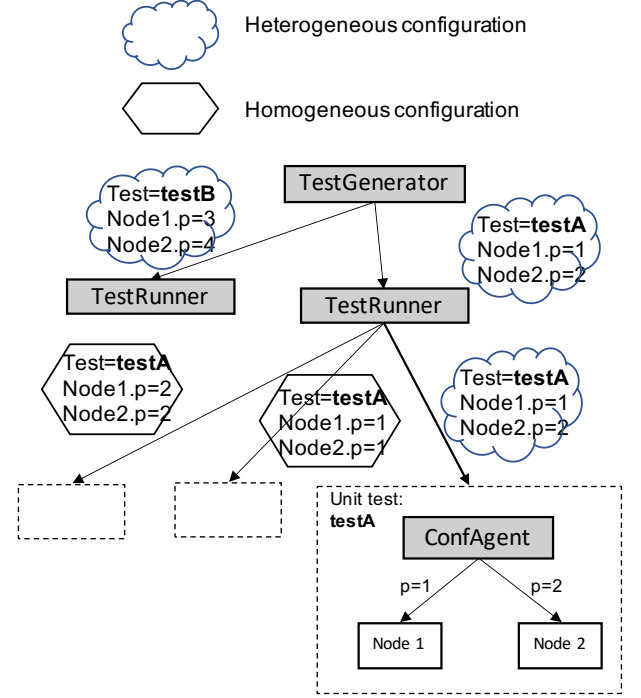 Heterogeneous configuration
Homogeneous configuration
TestGenerator
Test=testB
Node1.p=3
Node2.p=4
Test=testA
Node1.p=1
Node2.p=2
TestRunner
TestRunner
Test=testA
Node1.p=2
Node2.p=2
Test=testA
Node1.p=1
Node2.p=1
Test=testA
Node1.p=1
Node2.p=2
Unit test:
testA
ConfAgent
p=1
p=2
Node 1
Node 2